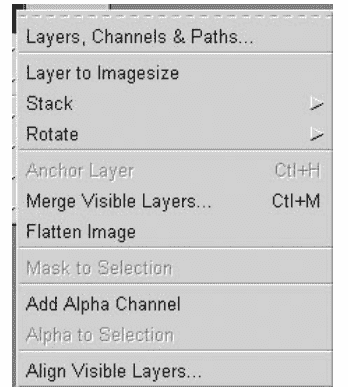 Layers, Channels & Paths...
Layer to Imagesize
Stack
Rotate
Anchor Layer Ctl+H
Merge Visible Layers... Ctl+M
Flatten Image
Mask to Selection
Add Alpha Channel
Alpha to Selection
Align Visible Layers...